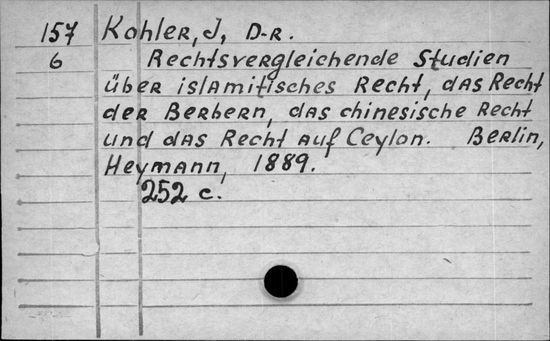 157 Kohler, J, D-r.
6 Rechtsvergleichende Studien
über islamitisches Recht, das Recht
der Berbern, das chinesische Recht
und das Recht auf Ceylon. Berlin,
Heymann, 1889.
252 c.